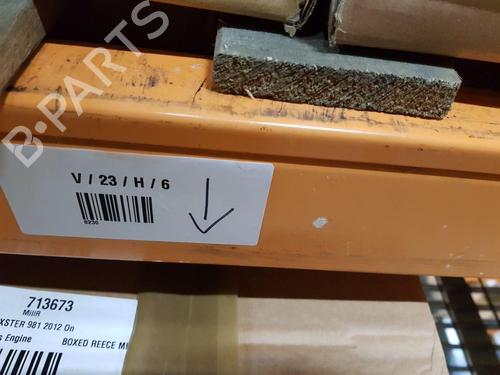 B-PARTS
V / 23 / H / 6
713673
XSTER 981 2012 On
s Engine BOXED REECE